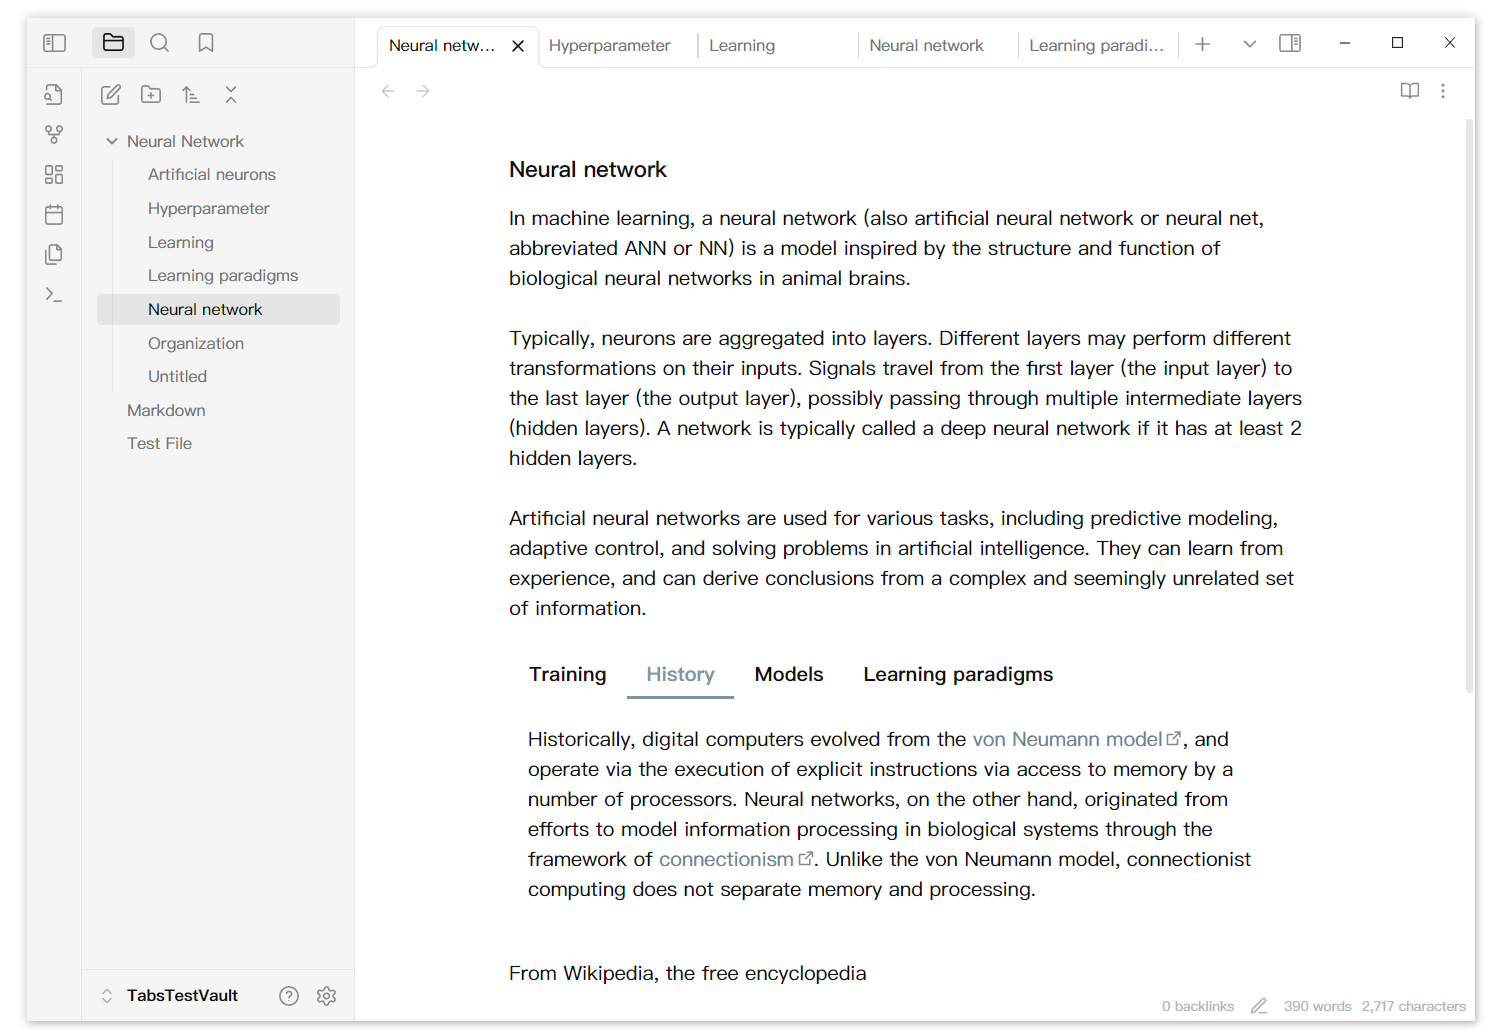 Neural netw...
Hyperparameter
Learning
Neural network
Learning paradi...
Neural Network
Artificial neurons
Hyperparameter
Learning
Learning paradigms
Neural network
Organization
Untitled
Markdown
Test File
TabsTestVault
Neural network
In machine learning, a neural network (also artificial neural network or neural net,
abbreviated ANN or NN) is a model inspired by the structure and function of
biological neural networks in animal brains.
Typically, neurons are aggregated into layers. Different layers may perform different
transformations on their inputs. Signals travel from the first layer (the input layer) to
the last layer (the output layer), possibly passing through multiple intermediate layers
(hidden layers). A network is typically called a deep neural network if it has at least 2
hidden layers.
Artificial neural networks are used for various tasks, including predictive modeling,
adaptive control, and solving problems in artificial intelligence. They can learn from
experience, and can derive conclusions from a complex and seemingly unrelated set
of information.
Training History Models Learning paradigms
Historically, digital computers evolved from the von Neumann model, and
operate via the execution of explicit instructions via access to memory by a
number of processors. Neural networks, on the other hand, originated from
efforts to model information processing in biological systems through the
framework of connectionism. Unlike the von Neumann model, connectionist
computing does not separate memory and processing.
From Wikipedia, the free encyclopedia
0 backlinks 390 words 2,717 characters